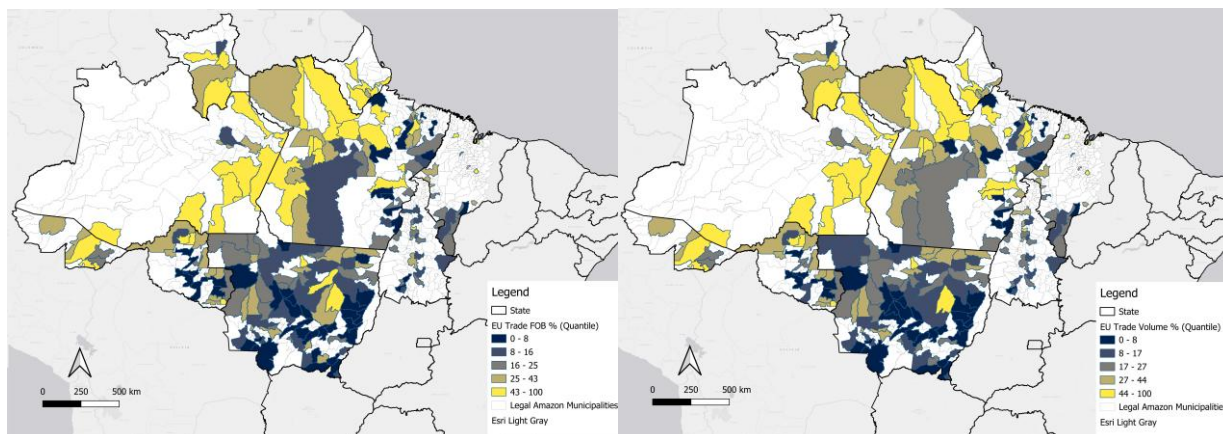 Legend
State
EU Trade FOB % (Quantile)
0 - 8
8 - 16
16 - 25
25 - 43
43 - 100
Legal Amazon Municipalities
Esri Light Gray
0 250 500 km
Legend
State
EU Trade Volume % (Quantile)
0 - 8
8 - 17
17 - 27
27 - 44
44 - 100
Legal Amazon Municipalities
Esri Light Gray
0 250 500 km